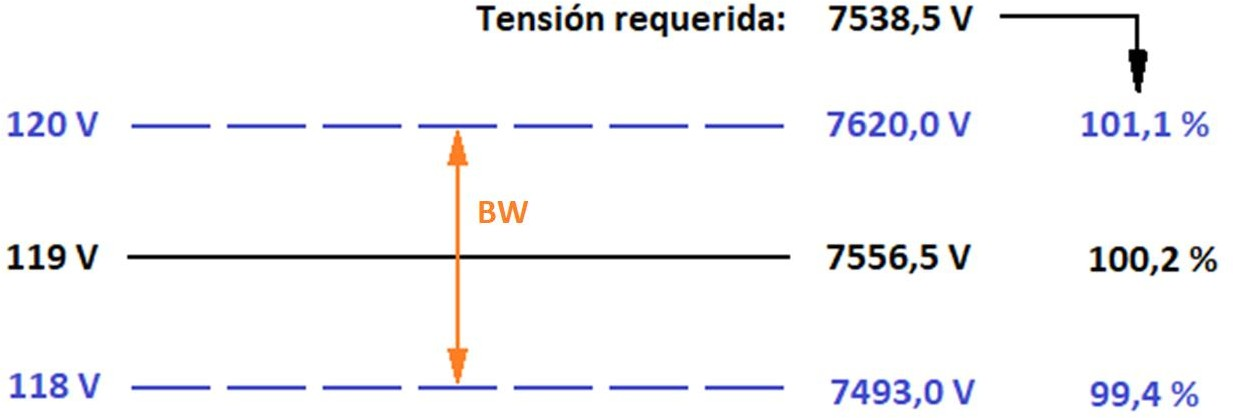 Tensión requerida: 7538,5 V
120 V 7620,0 V 101,1 %
BW
119 V 7556,5 V 100,2 %
118 V 7493,0 V 99,4 %